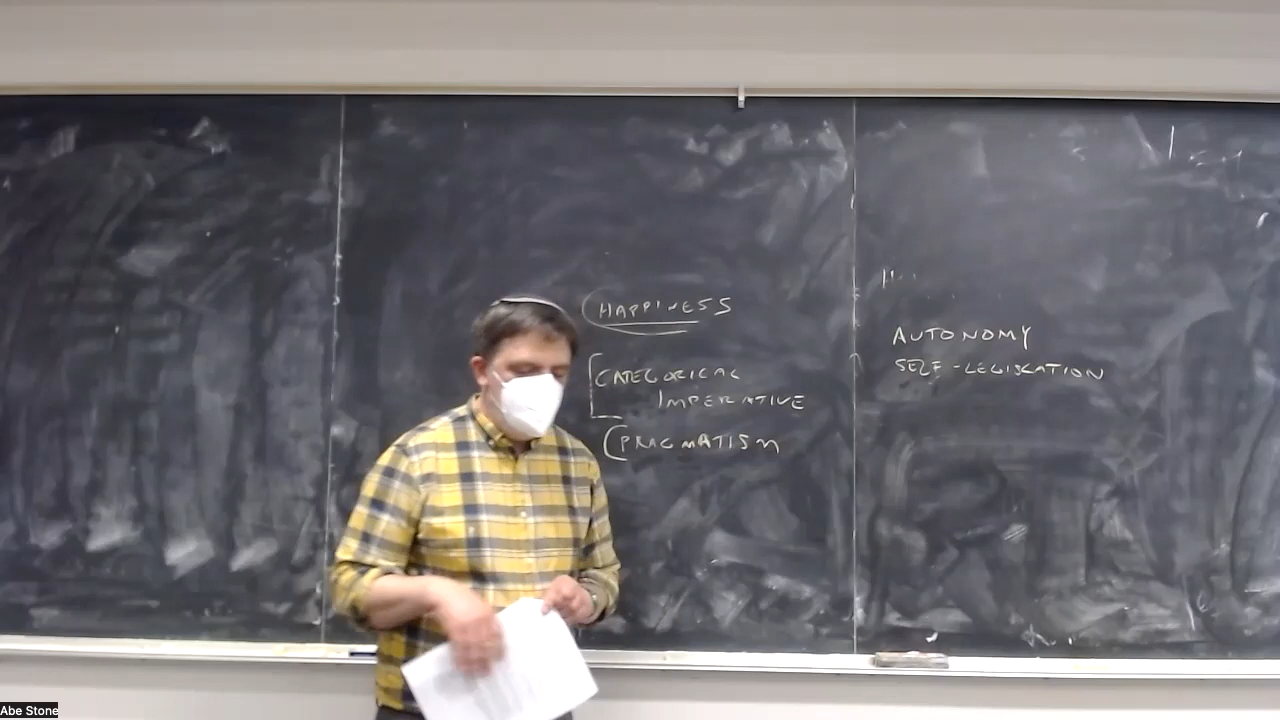 HAPPINESS
CATEGORICAL
IMPERATIVE
PRAGMATISM
AUTONOMY
SELF-LEGISLATION
Abe Stone